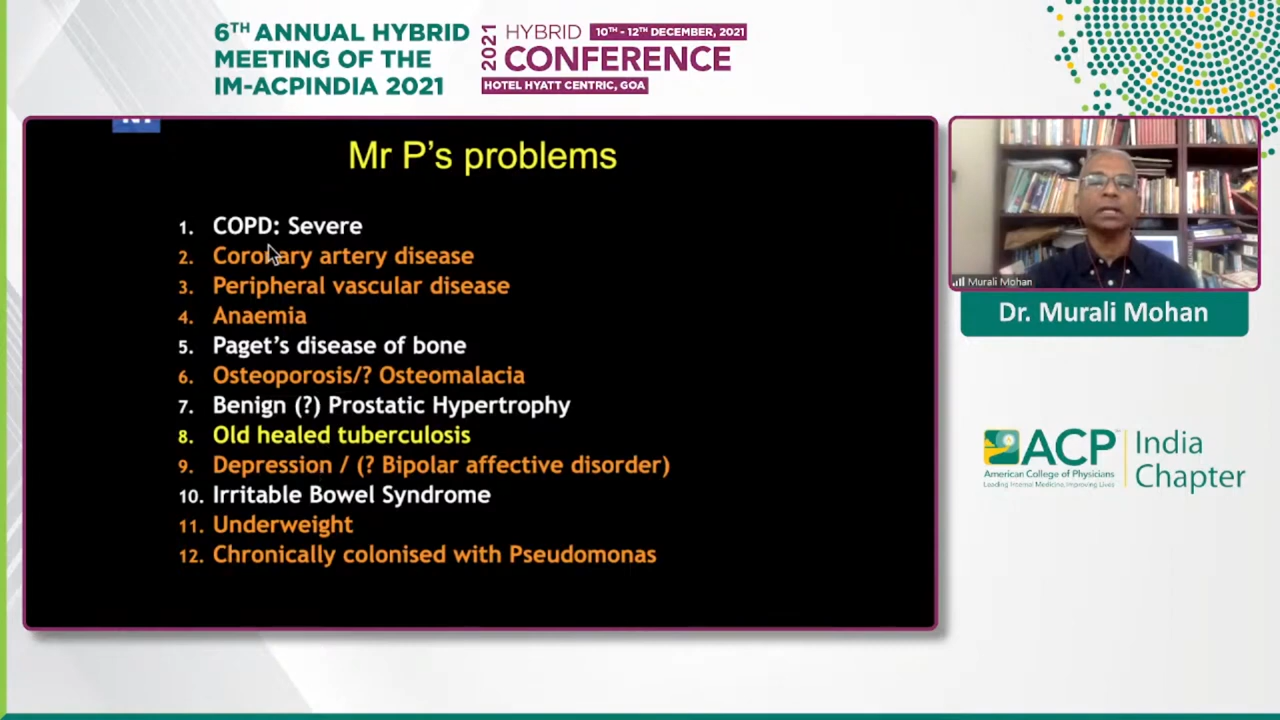 6TH ANNUAL HYBRID
MEETING OF THE
IM-ACPINDIA 2021
2021
HYBRID
10TH - 12TH DECEMBER, 2021
CONFERENCE
HOTEL HYATT CENTRIC, GOA
Mr P's problems
1. COPD: Severe
2. Coronary artery disease
3. Peripheral vascular disease
4. Anaemia
5. Paget's disease of bone
6. Osteoporosis/? Osteomalacia
7. Benign (?) Prostatic Hypertrophy
8. Old healed tuberculosis
9. Depression / (? Bipolar affective disorder)
10. Irritable Bowel Syndrome
11. Underweight
12. Chronically colonised with Pseudomonas
Murali Mohan
Dr. Murali Mohan
ACP
American College of Physicians
Leading Internal Medicine, Improving Lives
India
Chapter